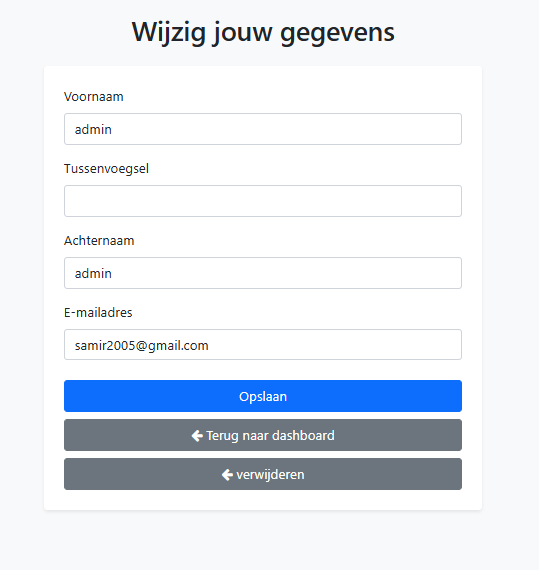 Wijzig jouw gegevens
Voornaam
admin
Tussenvoegsel
Achternaam
admin
E-mailadres
samir2005@gmail.com
Opslaan
Terug naar dashboard
verwijderen